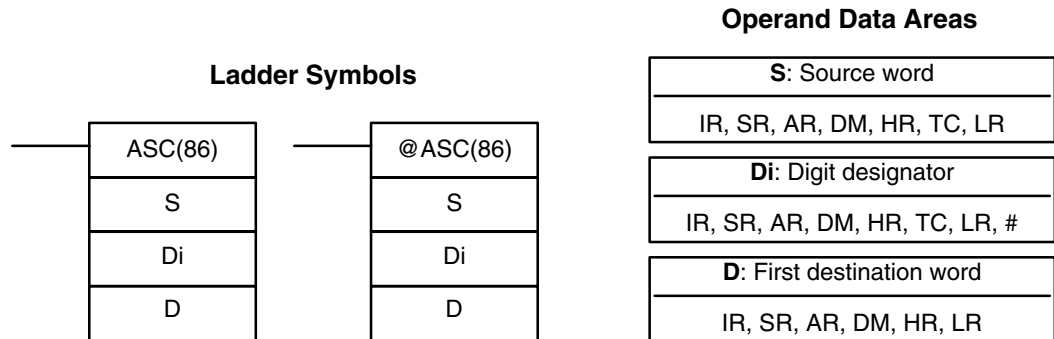 Ladder Symbols
ASC(86)
S
Di
D
@ASC(86)
S
Di
D
Operand Data Areas
S: Source word
IR, SR, AR, DM, HR, TC, LR
Di: Digit designator
IR, SR, AR, DM, HR, TC, LR, #
D: First destination word
IR, SR, AR, DM, HR, LR